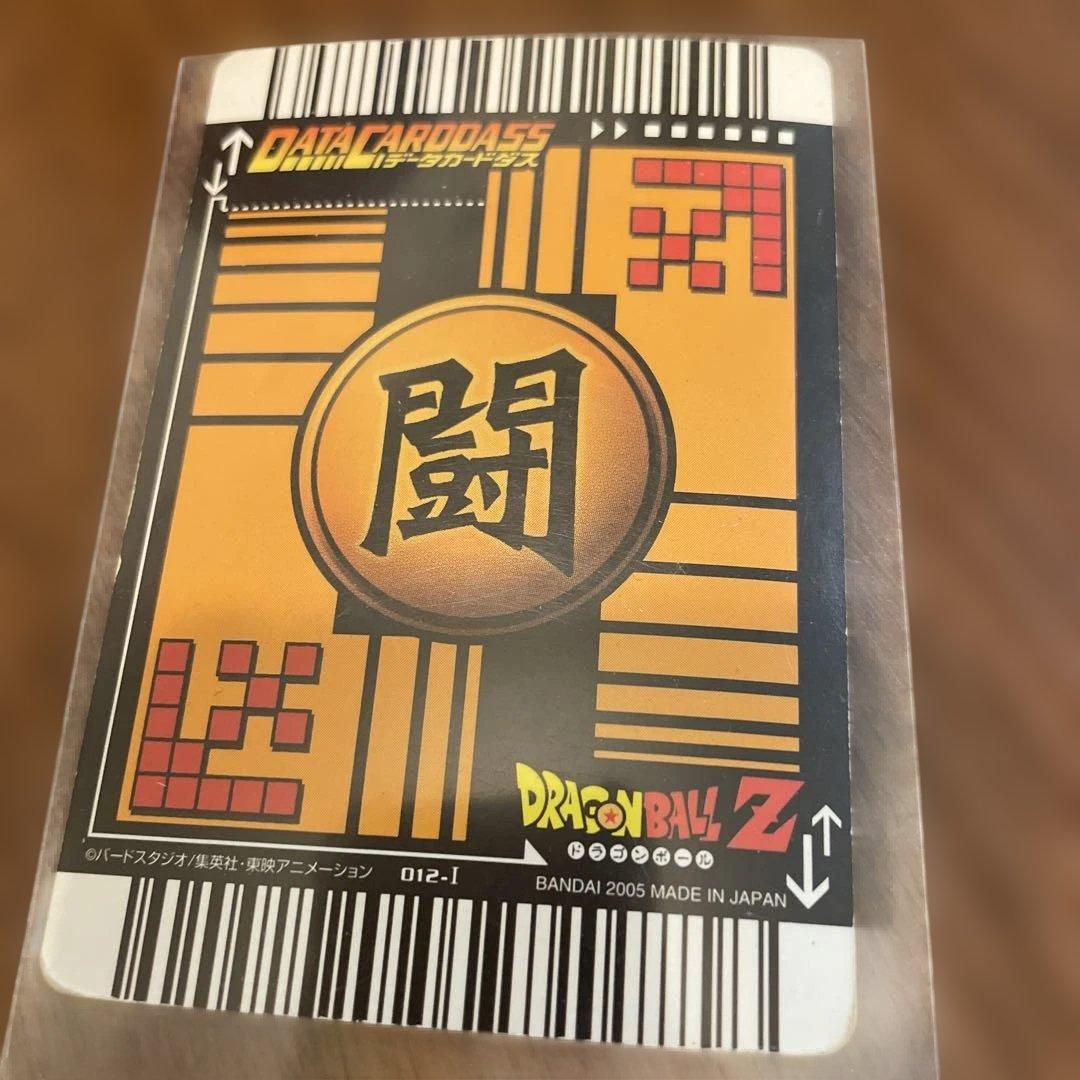 DATA CARDDASS
データカードダス
闘
DRAGON BALL Z
ドラゴンボール
©バードスタジオ/集英社・東映アニメーション 012-I
BANDAI 2005 MADE IN JAPAN